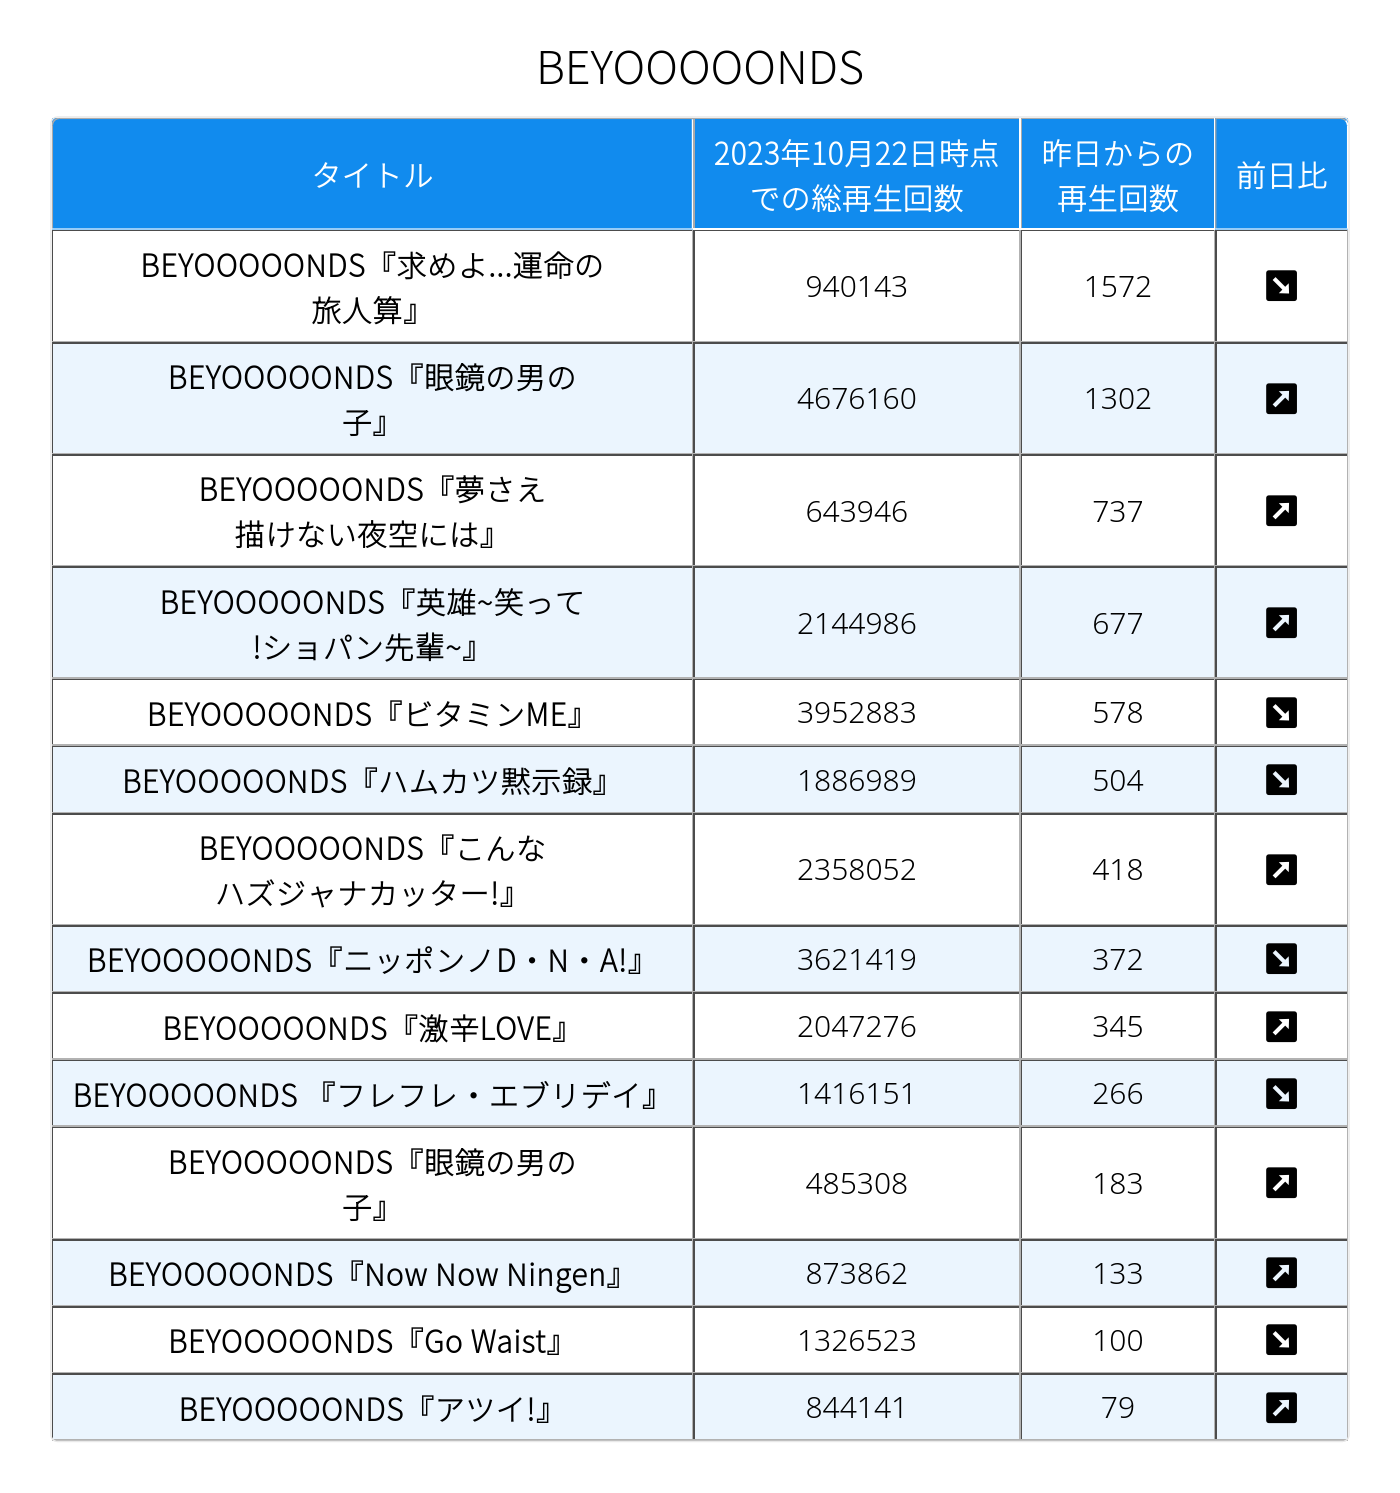 BEYOOOOONDS
タイトル
2023年10月22日時点
での総再生回数
昨日からの
再生回数
前日比
BEYOOOOONDS『求めよ...運命の
旅人算』
940143
1572
BEYOOOOONDS『眼鏡の男の
子』
4676160
1302
BEYOOOOONDS『夢さえ
描けない夜空には』
643946
737
BEYOOOOONDS『英雄~笑って
!ショパン先輩~』
2144986
677
BEYOOOOONDS『ビタミンME』
3952883
578
BEYOOOOONDS『ハムカツ黙示録』
1886989
504
BEYOOOOONDS『こんな
ハズジャナカッター!』
2358052
418
BEYOOOOONDS『ニッポンノD・N・A!』
3621419
372
BEYOOOOONDS『激辛LOVE』
2047276
345
BEYOOOOONDS 『フレフレ・エブリデイ』
1416151
266
BEYOOOOONDS『眼鏡の男の
子』
485308
183
BEYOOOOONDS『Now Now Ningen』
873862
133
BEYOOOOONDS『Go Waist』
1326523
100
BEYOOOOONDS『アツイ!』
844141
79